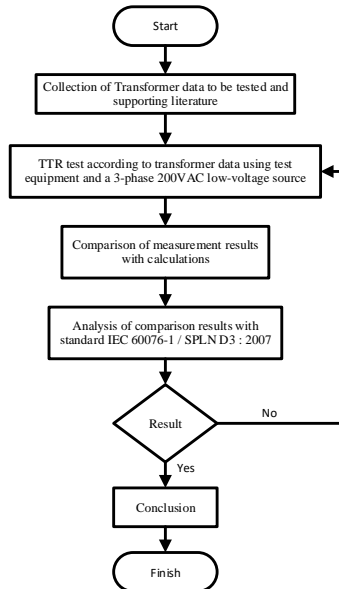 Start
Collection of Transformer data to be tested and
supporting literature
TTR test according to transformer data using test
equipment and a 3-phase 200VAC low-voltage source
Comparison of measurement results
with calculations
Analysis of comparison results with
standard IEC 60076-1 / SPLN D3 : 2007
Result
No
Yes
Conclusion
Finish